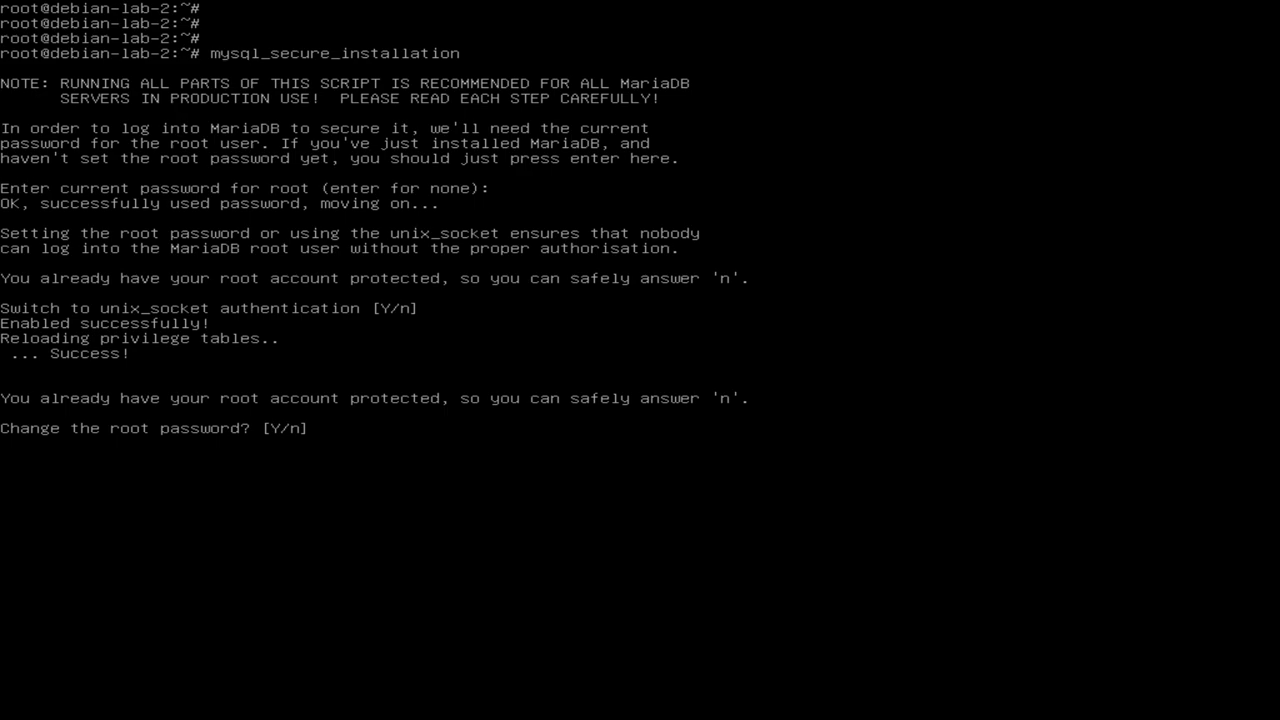 root@debian-lab-2:~#
root@debian-lab-2:~#
root@debian-lab-2:~#
root@debian-lab-2:~# mysql_secure_installation
NOTE: RUNNING ALL PARTS OF THIS SCRIPT IS RECOMMENDED FOR ALL MariaDB
SERVERS IN PRODUCTION USE!  PLEASE READ EACH STEP CAREFULLY!
In order to log into MariaDB to secure it, we'll need the current
password for the root user. If you've just installed MariaDB, and
haven't set the root password yet, you should just press enter here.
Enter current password for root (enter for none):
OK, successfully used password, moving on...
Setting the root password or using the unix_socket ensures that nobody
can log into the MariaDB root user without the proper authorisation.
You already have your root account protected, so you can safely answer 'n'.
Switch to unix_socket authentication [Y/n]
Enabled successfully!
Reloading privilege tables..
... Success!
You already have your root account protected, so you can safely answer 'n'.
Change the root password? [Y/n]